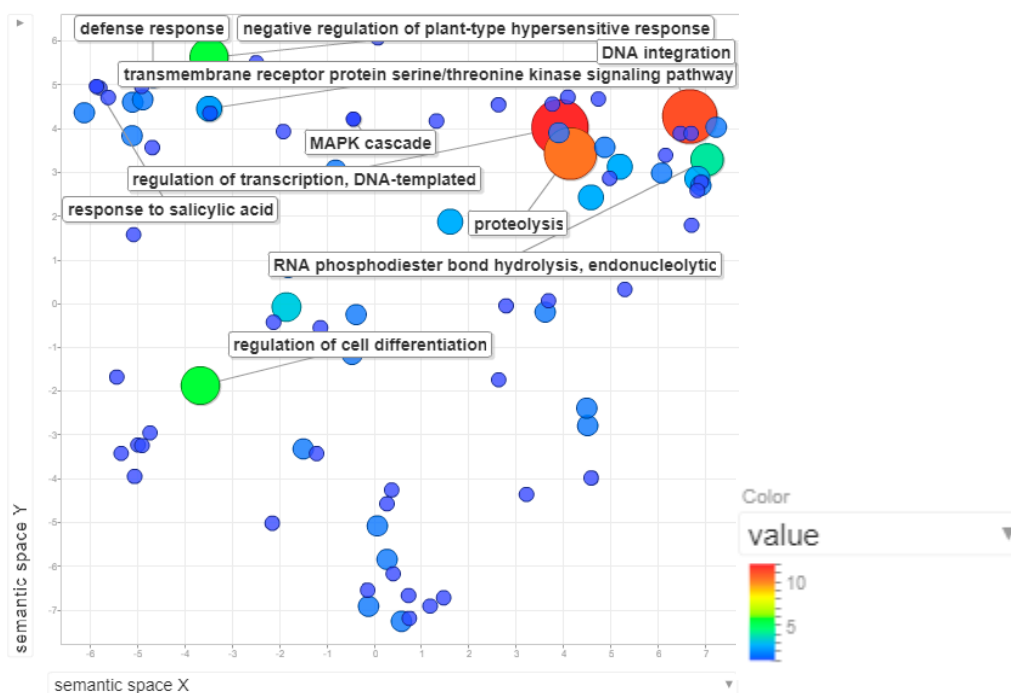 defense response
negative regulation of plant-type hypersensitive response
DNA integration
transmembrane receptor protein serine/threonine kinase signaling pathway
MAPK cascade
regulation of transcription, DNA-templated
response to salicylic acid
proteolysis
RNA phosphodiester bond hydrolysis, endonucleolytic
regulation of cell differentiation
6
5
4
3
2
1
0
-1
-2
-3
-4
-5
-6
-7
semantic space Y
-6 -5 -4 -3 -2 -1 0 1 2 3 4 5 6 7
semantic space X
Color
value
10
5